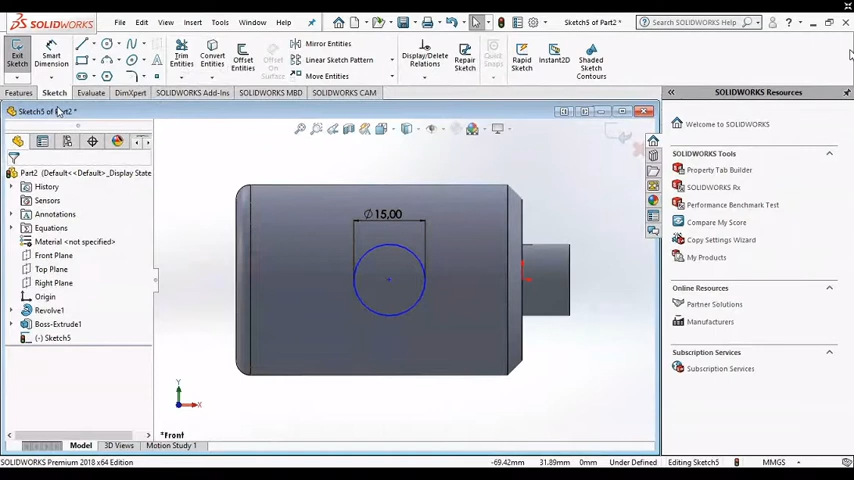 SOLIDWORKS File Edit View Insert Tools Window Sketch5 of Part2 * Search SOLIDWORKS Help
Exit Sketch Smart Dimension Trim Entities Convert Entities Offset Entities Offset On Surface Mirror Entities Linear Sketch Pattern Move Entities Display/Delete Relations Repair Sketch Quick Snaps Rapid Sketch Instant2D Shaded Sketch Contours
Features Sketch Evaluate DimXpert SOLIDWORKS Add-Ins SOLIDWORKS MBD SOLIDWORKS CAM SOLIDWORKS Resources
Sketch5 of Part2 *
Welcome to SOLIDWORKS
SOLIDWORKS Tools
Property Tab Builder
SOLIDWORKS Rx
Performance Benchmark Test
Compare My Score
Copy Settings Wizard
My Products
Online Resources
Partner Solutions
Manufacturers
Subscription Services
Subscription Services
Part2 (Default<<Default>_Display State
History
Sensors
Annotations
Equations
Material <not specified>
Front Plane
Top Plane
Right Plane
Origin
Revolve1
Boss-Extrude1
(-) Sketch5
∅15,00
Y
X
*Front
Model 3D Views Motion Study 1
SOLIDWORKS Premium 2018 x64 Edition -69.42mm 31.89mm 0mm Under Defined Editing Sketch5 MMGS